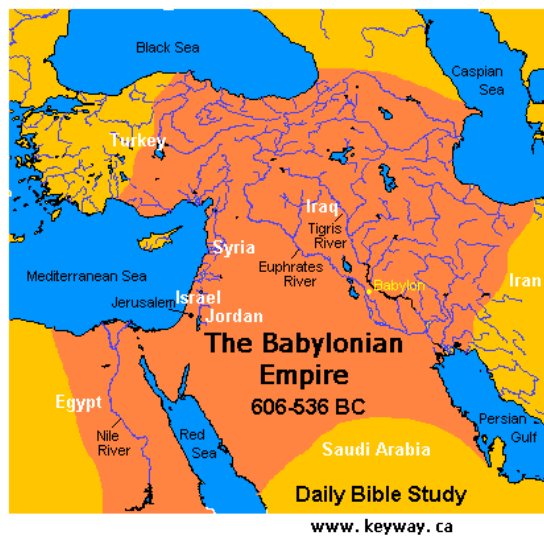 Black Sea
Caspian
Sea
Turkey
Iraq
Tigris
River
Syria
Euphrates
River
Mediterranean Sea
Iran
Babylon
Israel
Jerusalem
Jordan
The Babylonian
Empire
606-536 BC
Egypt
Nile
River
Red
Sea
Persian
Gulf
Saudi Arabia
Daily Bible Study
www.keyway.ca